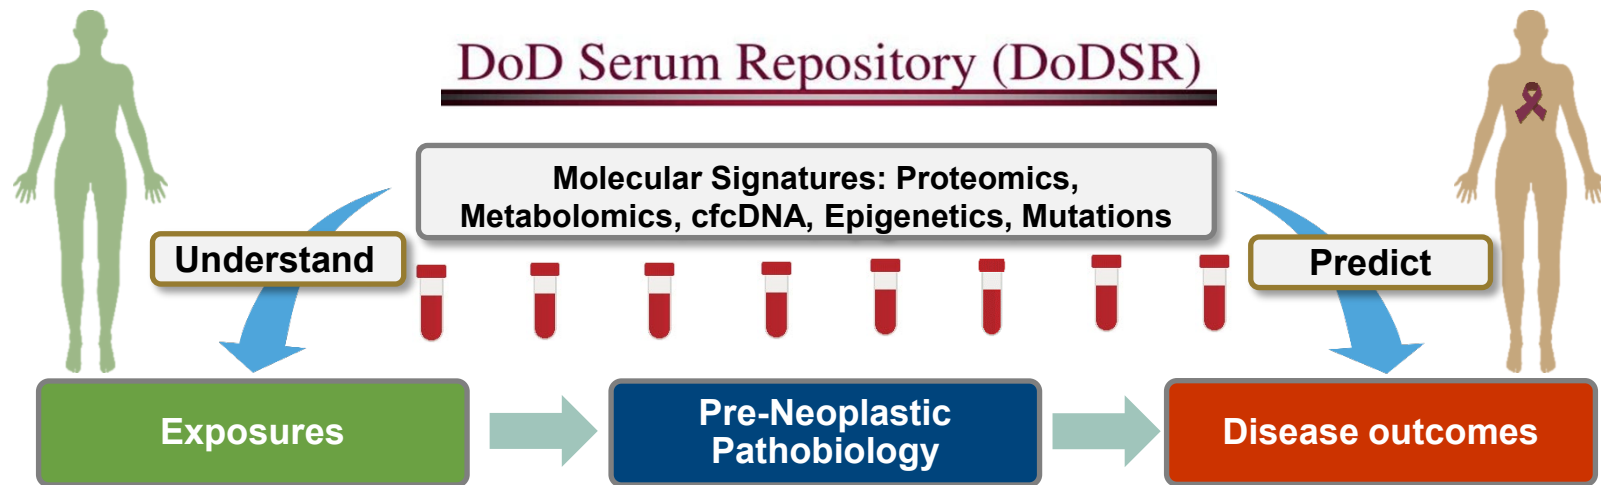 DoD Serum Repository (DoDSR)
Molecular Signatures: Proteomics,
Metabolomics, cfcDNA, Epigenetics, Mutations
Understand
Predict
Exposures
Pre-Neoplastic
Pathobiology
Disease outcomes